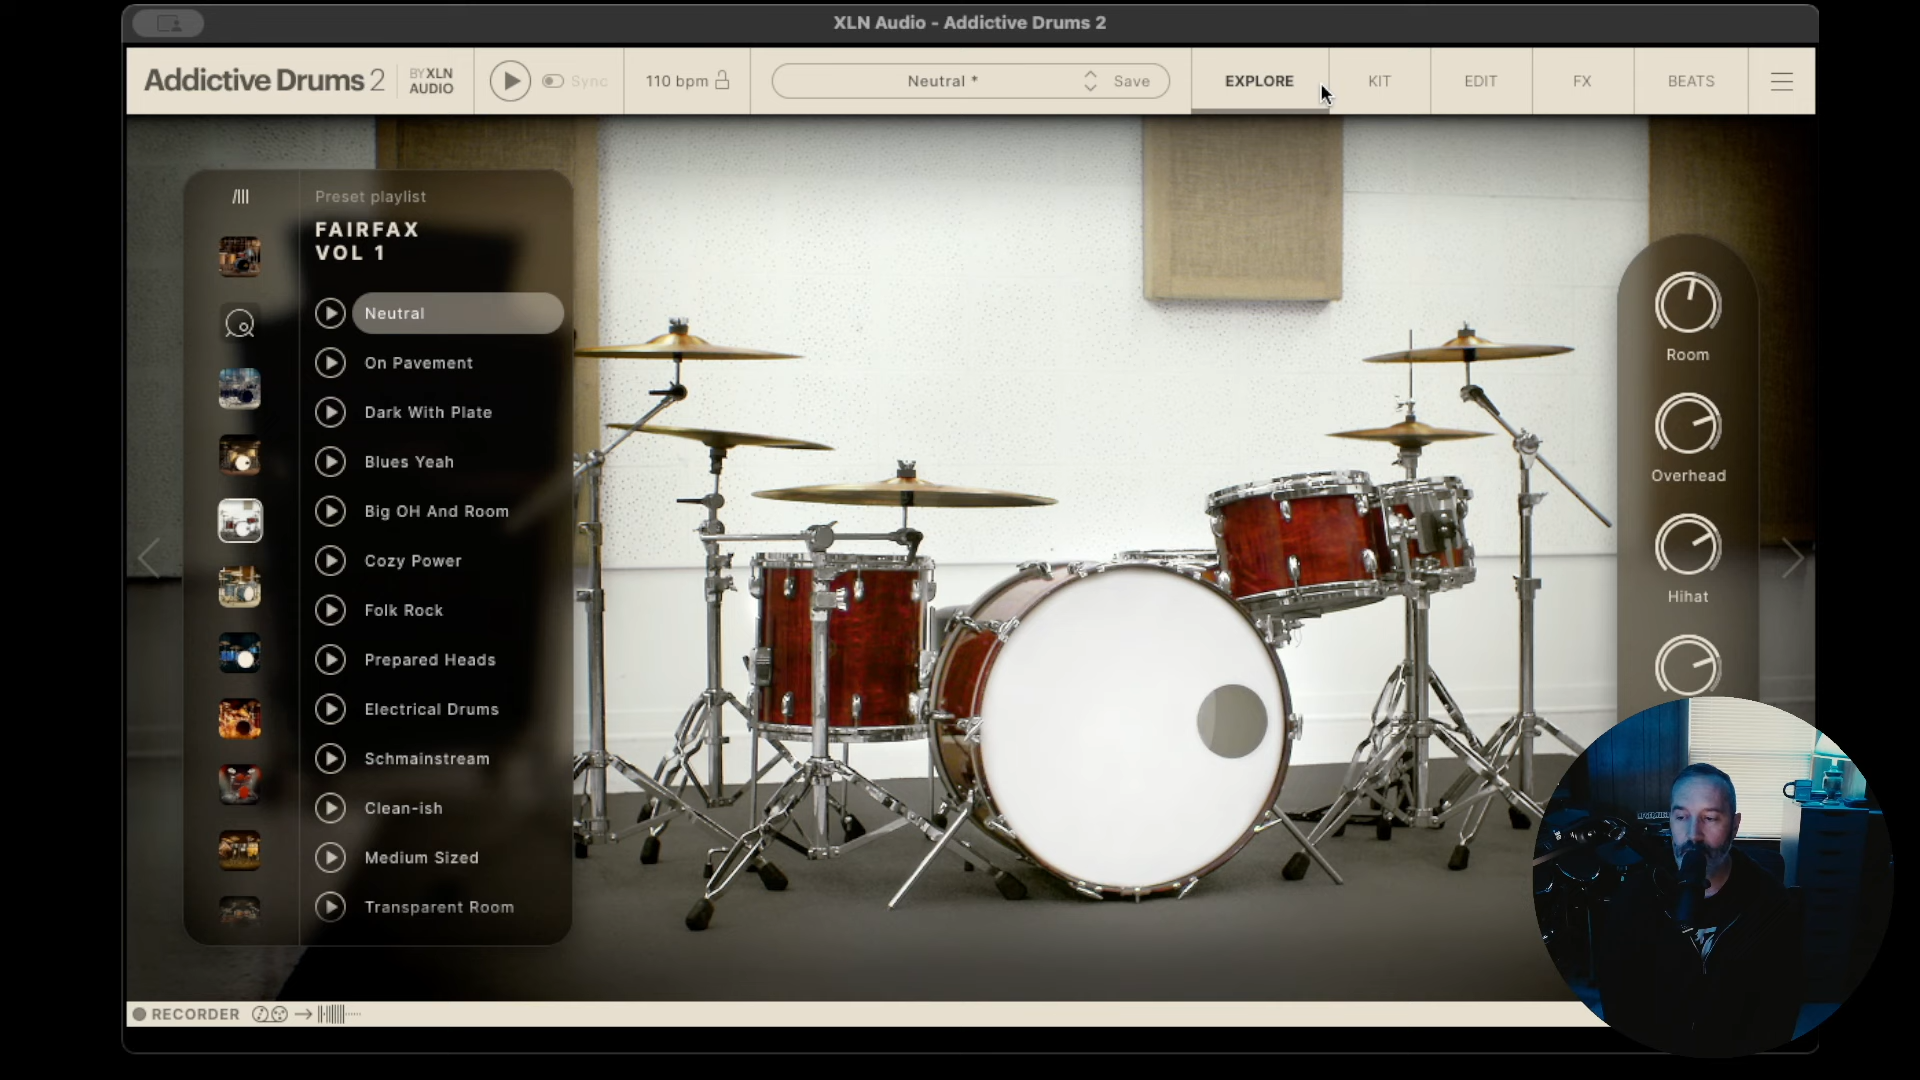 XLN Audio - Addictive Drums 2
Addictive Drums 2
BY XLN AUDIO
Sync
110 bpm
Neutral *
Save
EXPLORE
KIT
EDIT
FX
BEATS
Preset playlist
FAIRFAX
VOL 1
Neutral
On Pavement
Dark With Plate
Blues Yeah
Big OH And Room
Cozy Power
Folk Rock
Prepared Heads
Electrical Drums
Schmainstream
Clean-ish
Medium Sized
Transparent Room
Room
Overhead
Hihat
RECORDER